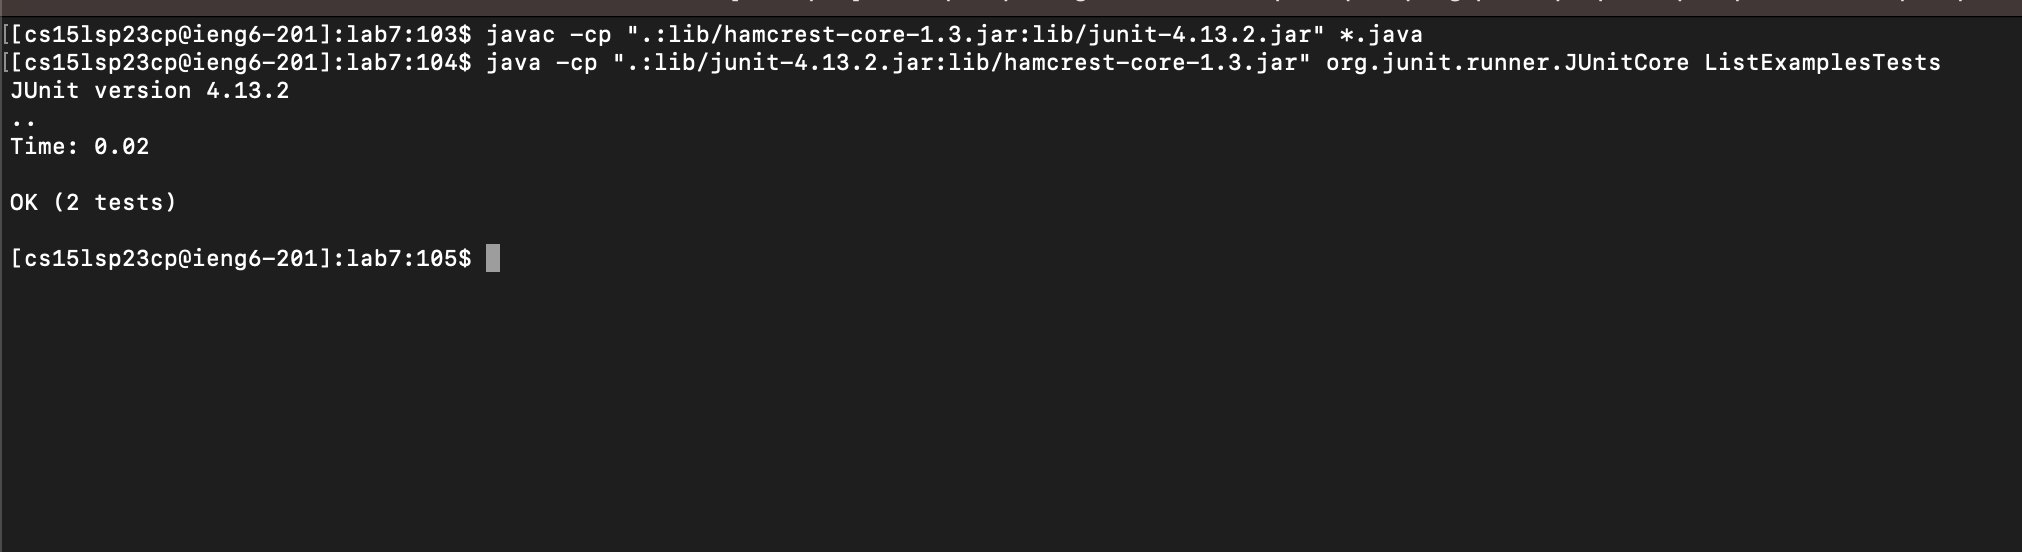 [[cs15lsp23cp@ieng6-201]:lab7:103$ javac -cp ".:lib/hamcrest-core-1.3.jar:lib/junit-4.13.2.jar" *.java
[[cs15lsp23cp@ieng6-201]:lab7:104$ java -cp ".:lib/junit-4.13.2.jar:lib/hamcrest-core-1.3.jar" org.junit.runner.JUnitCore ListExamplesTests
JUnit version 4.13.2
..
Time: 0.02
OK (2 tests)
[cs15lsp23cp@ieng6-201]:lab7:105$